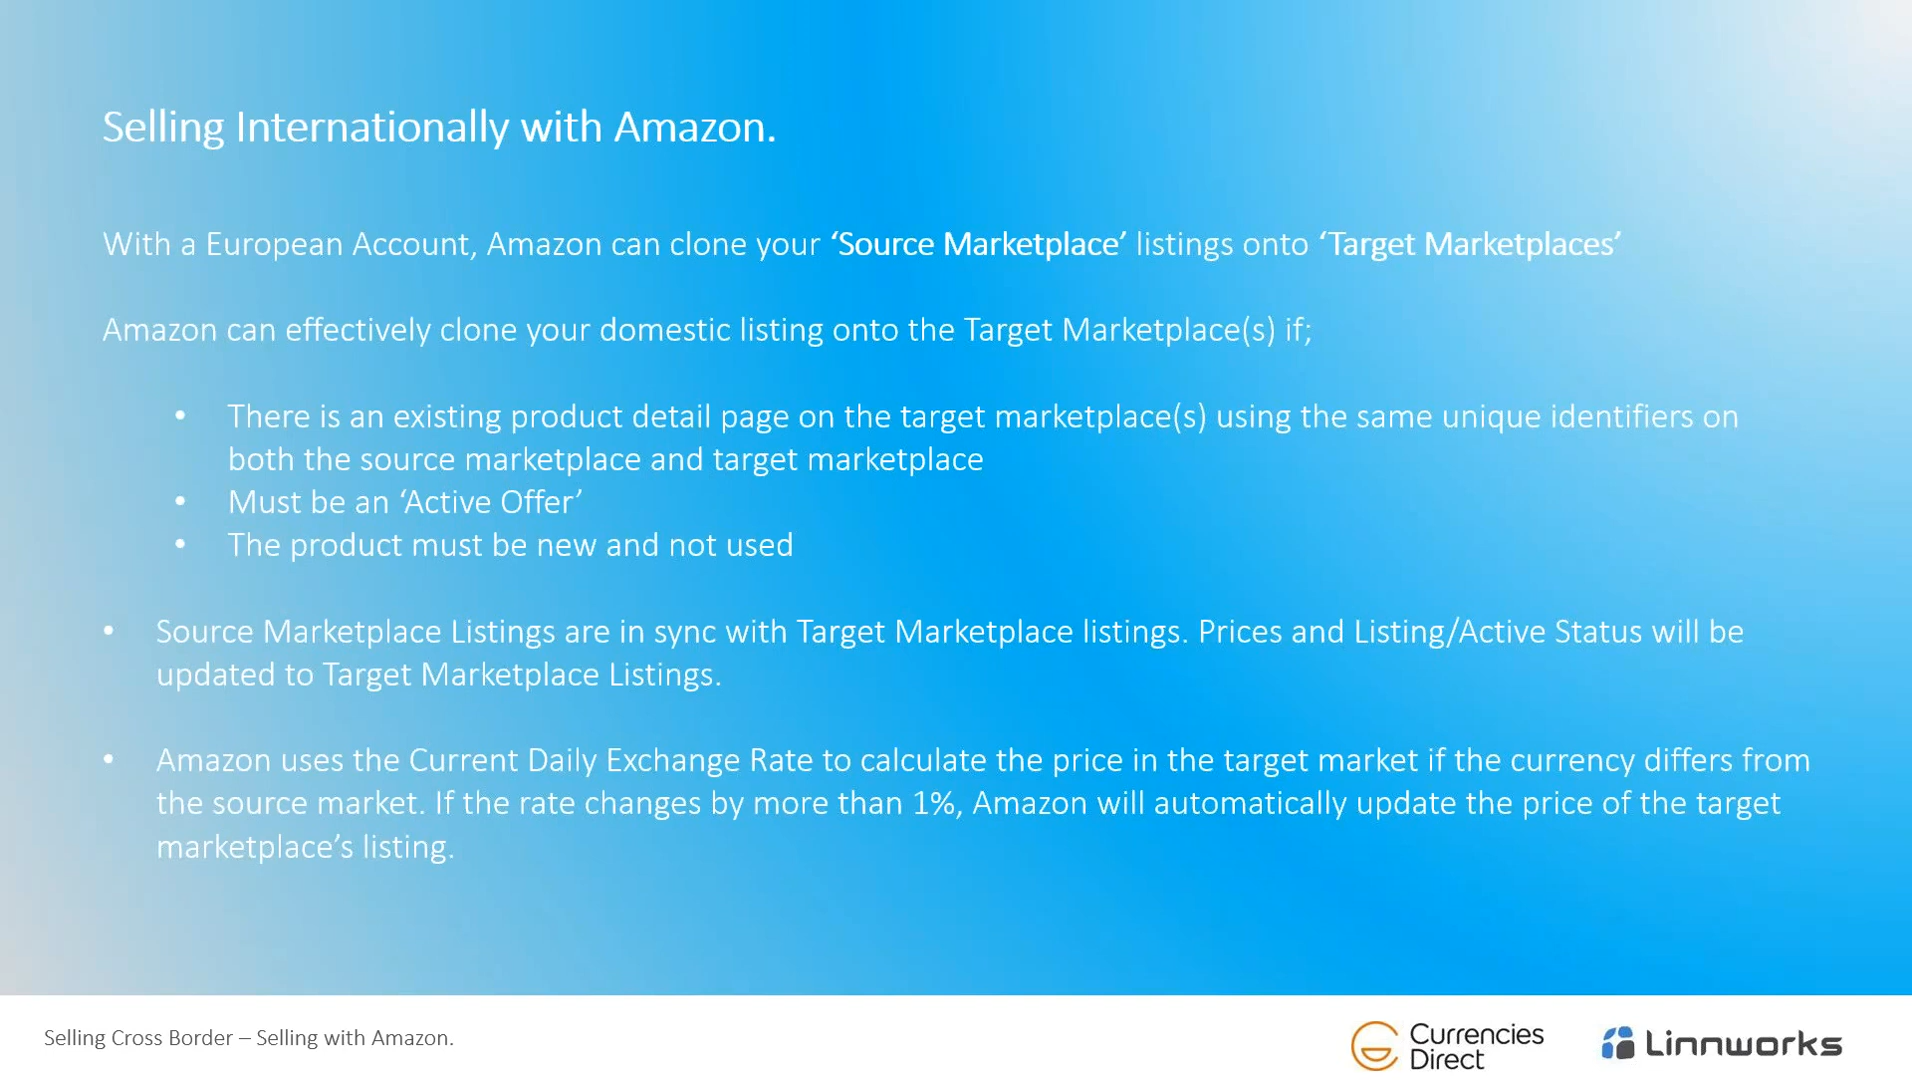 Selling Internationally with Amazon.
With a European Account, Amazon can clone your ‘Source Marketplace’ listings onto ‘Target Marketplaces’
Amazon can effectively clone your domestic listing onto the Target Marketplace(s) if;
• There is an existing product detail page on the target marketplace(s) using the same unique identifiers on
both the source marketplace and target marketplace
• Must be an ‘Active Offer’
• The product must be new and not used
• Source Marketplace Listings are in sync with Target Marketplace listings. Prices and Listing/Active Status will be
updated to Target Marketplace Listings.
• Amazon uses the Current Daily Exchange Rate to calculate the price in the target market if the currency differs from
the source market. If the rate changes by more than 1%, Amazon will automatically update the price of the target
marketplace’s listing.
Selling Cross Border – Selling with Amazon.
Currencies
Direct
Linnworks